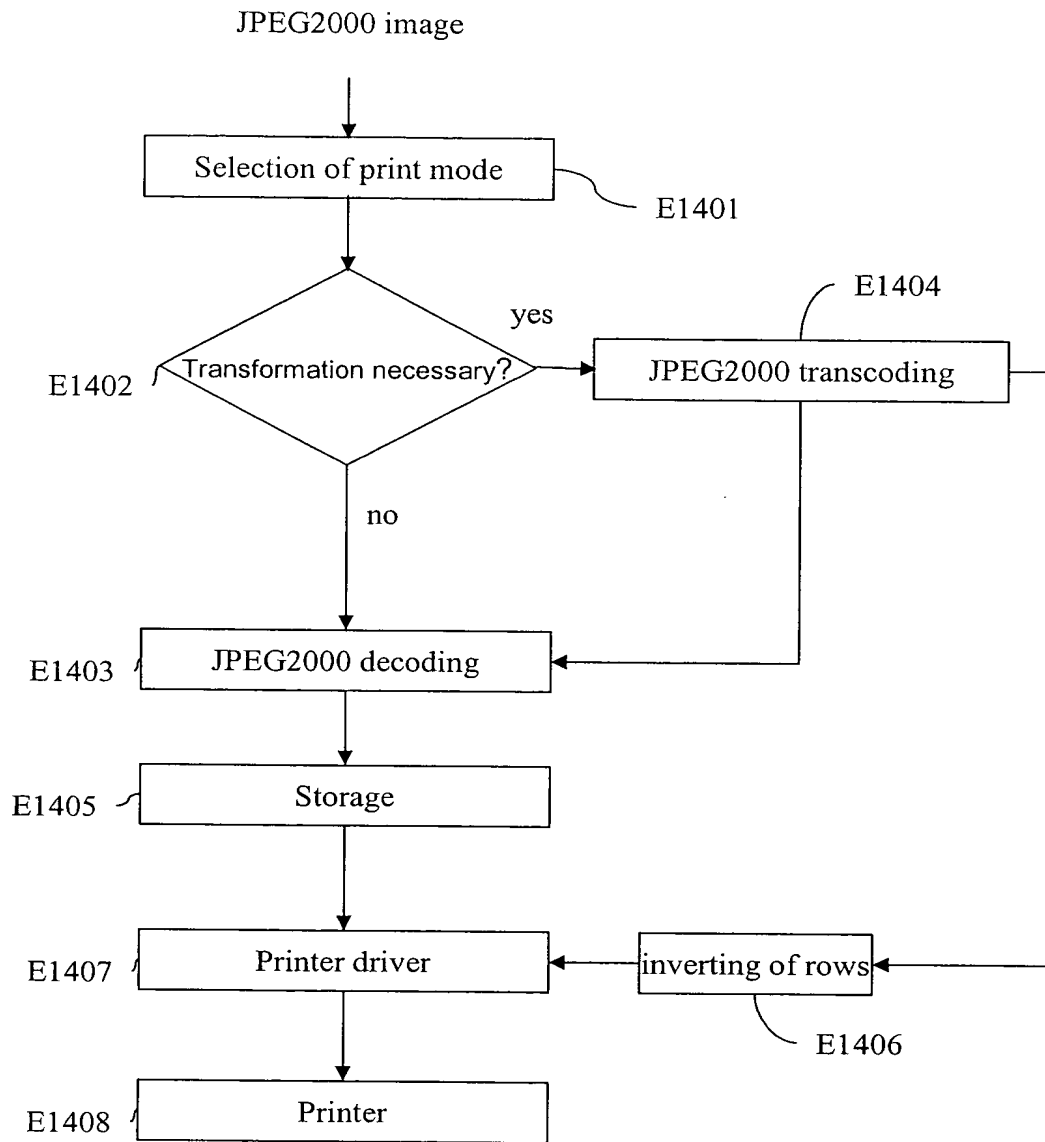 JPEG2000 image
Selection of print mode
E1401
E1404
yes
Transformation necessary?
JPEG2000 transcoding
E1402
no
JPEG2000 decoding
E1403
Storage
E1405
Printer driver
inverting of rows
E1407
E1406
Printer
E1408